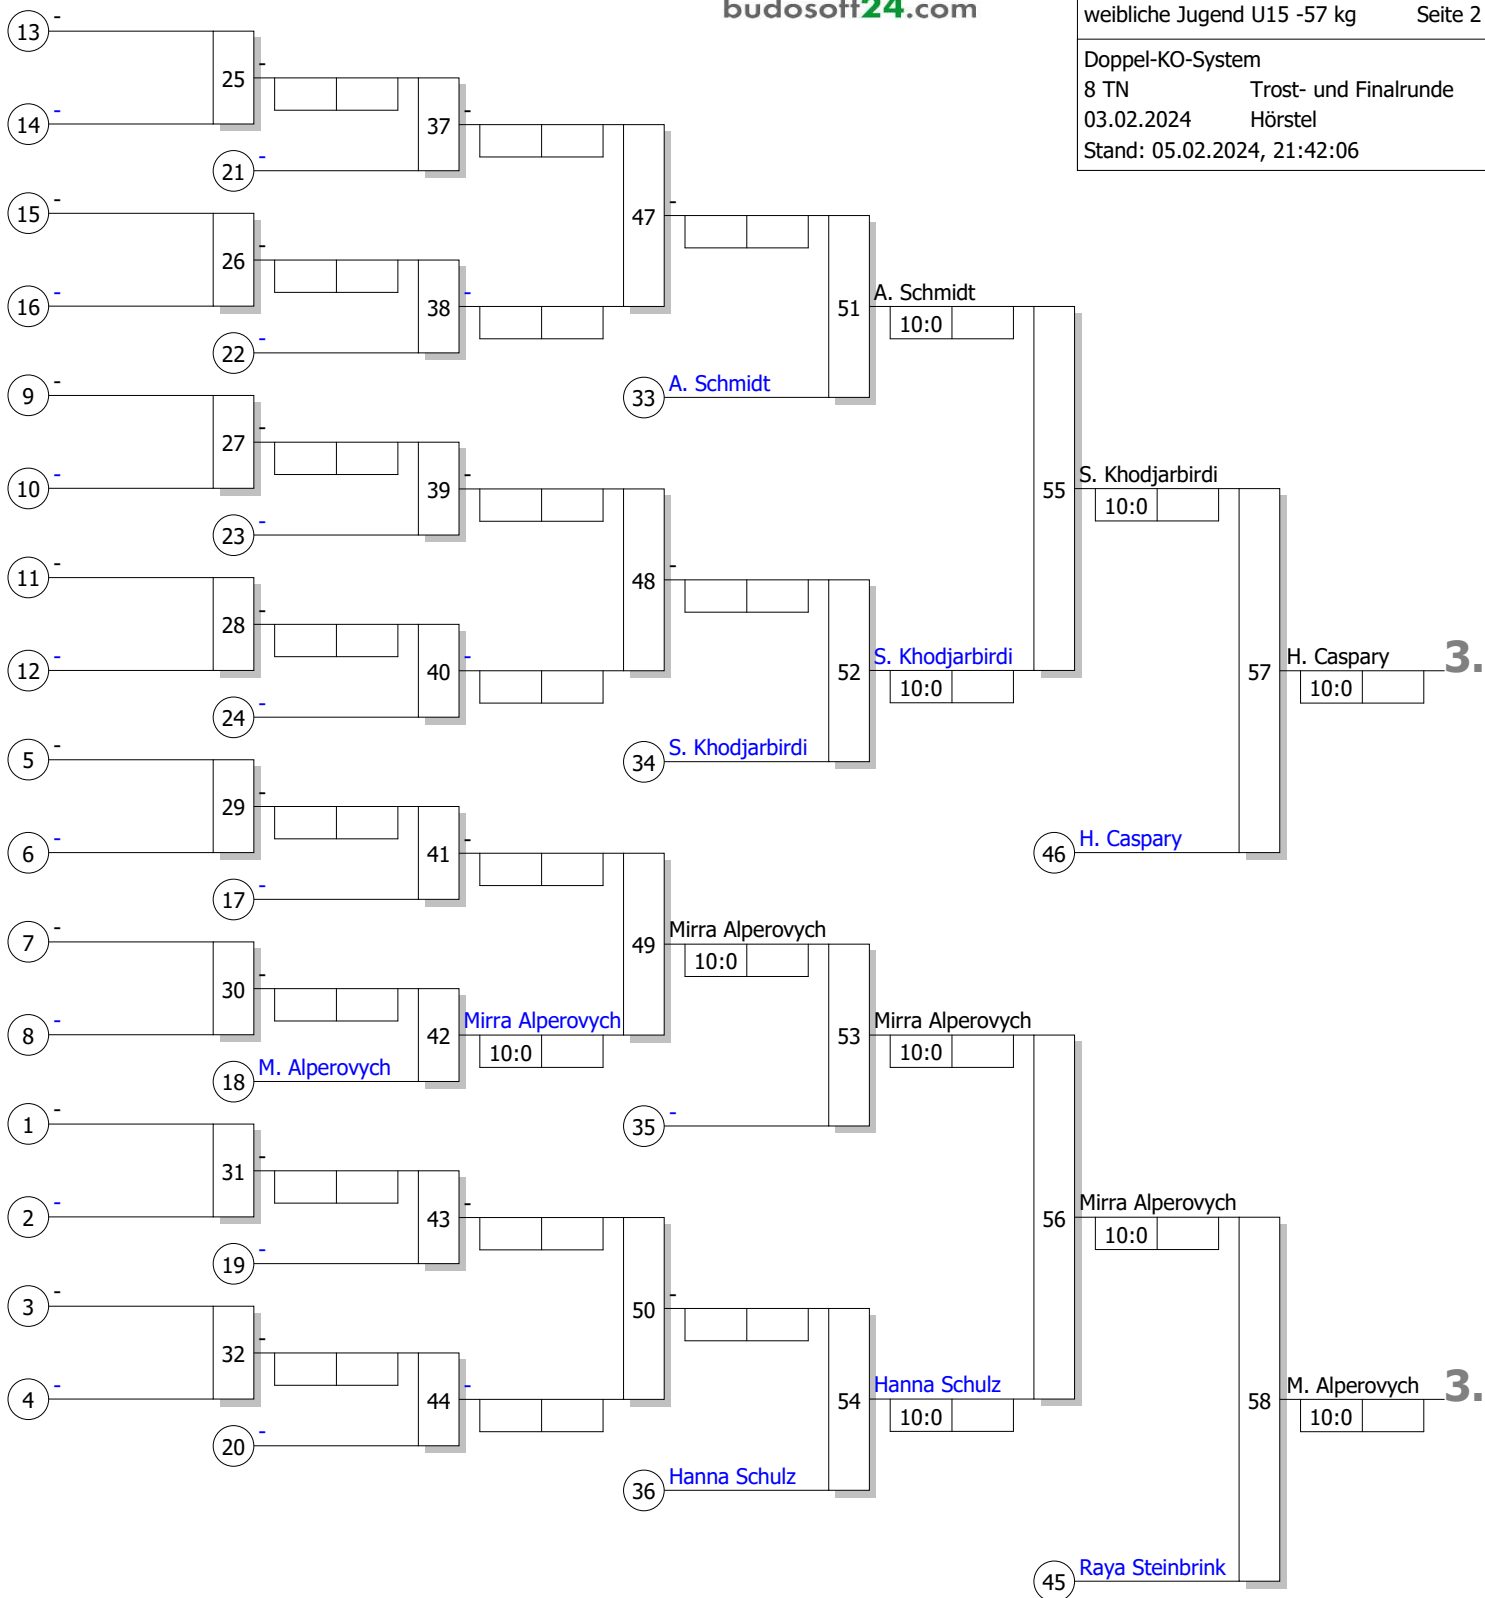 budosoft24.com
weibliche Jugend U15 -57 kg Seite 2
Doppel-KO-System
8 TN Trost- und Finalrunde
03.02.2024 Hörstel
Stand: 05.02.2024, 21:42:06
13 -
25 -
14 -
37 -
21 -
15 -
47 -
26 -
16 -
38 -
51 A. Schmidt
10:0
22 -
33 A. Schmidt
9 -
27 -
10 -
39 -
55 S. Khodjarbirdi
10:0
23 -
11 -
48 -
28 -
12 -
40 -
52 S. Khodjarbirdi
10:0
57 H. Caspary 3.
10:0
24 -
5 -
34 S. Khodjarbirdi
29 -
6 -
41 -
46 H. Caspary
17 -
7 -
49 Mirra Alperovych
10:0
30 -
8 -
42 Mirra Alperovych
10:0
53 Mirra Alperovych
10:0
18 M. Alperovych
1 -
35 -
31 -
2 -
43 -
56 Mirra Alperovych
10:0
19 -
3 -
50 -
32 -
4 -
44 -
54 Hanna Schulz
10:0
58 M. Alperovych 3.
10:0
20 -
36 Hanna Schulz
45 Raya Steinbrink